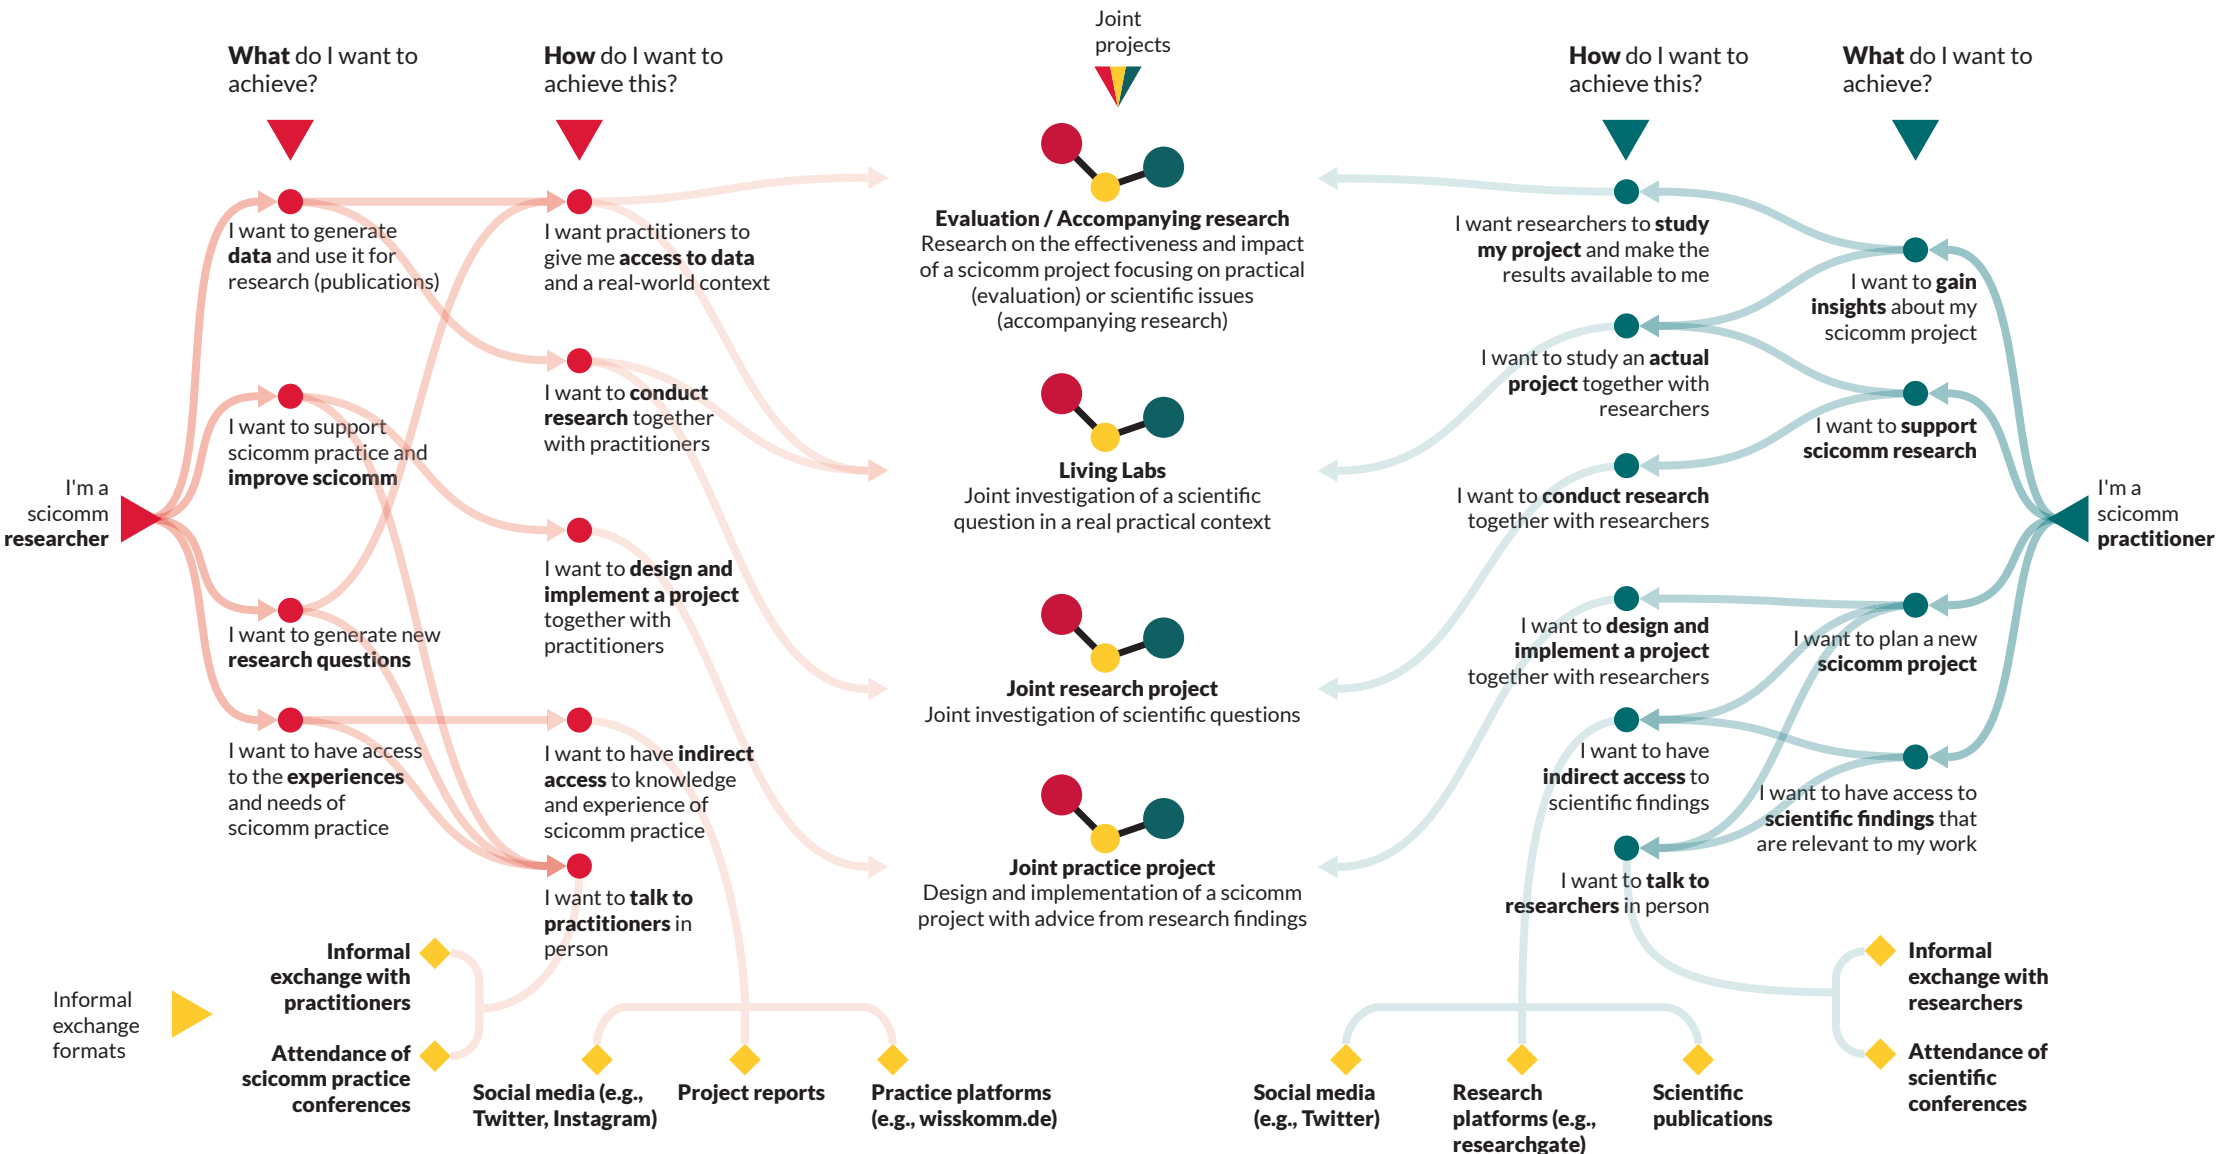 Joint
projects
What do I want to
achieve?
How do I want to
achieve this?
How do I want to
achieve this?
What do I want to
achieve?
I'm a
scicomm
researcher
I want to generate
data and use it for
research (publications)
I want to support
scicomm practice and
improve scicomm
I want to generate new
research questions
I want to have access
to the experiences
and needs of
scicomm practice
I want practitioners to
give me access to data
and a real-world context
I want to conduct
research together
with practitioners
I want to design and
implement a project
together with
practitioners
I want to have indirect
access to knowledge
and experience of
scicomm practice
I want to talk to
practitioners in
person
Evaluation / Accompanying research
Research on the effectiveness and impact
of a scicomm project focusing on practical
(evaluation) or scientific issues
(accompanying research)
Living Labs
Joint investigation of a scientific
question in a real practical context
Joint research project
Joint investigation of scientific questions
Joint practice project
Design and implementation of a scicomm
project with advice from research findings
I want researchers to study
my project and make the
results available to me
I want to study an actual
project together with
researchers
I want to conduct research
together with researchers
I want to design and
implement a project
together with researchers
I want to have
indirect access to
scientific findings
I want to talk to
researchers in person
I want to gain
insights about my
scicomm project
I want to support
scicomm research
I want to plan a new
scicomm project
I want to have access to
scientific findings that
are relevant to my work
I'm a
scicomm
practitioner
Informal
exchange
formats
Informal
exchange with
practitioners
Attendance of
scicomm practice
conferences
Social media (e.g.,
Twitter, Instagram)
Project reports
Practice platforms
(e.g., wisskomm.de)
Social media
(e.g., Twitter)
Research
platforms (e.g.,
researchgate)
Scientific
publications
Informal
exchange with
researchers
Attendance of
scientific
conferences